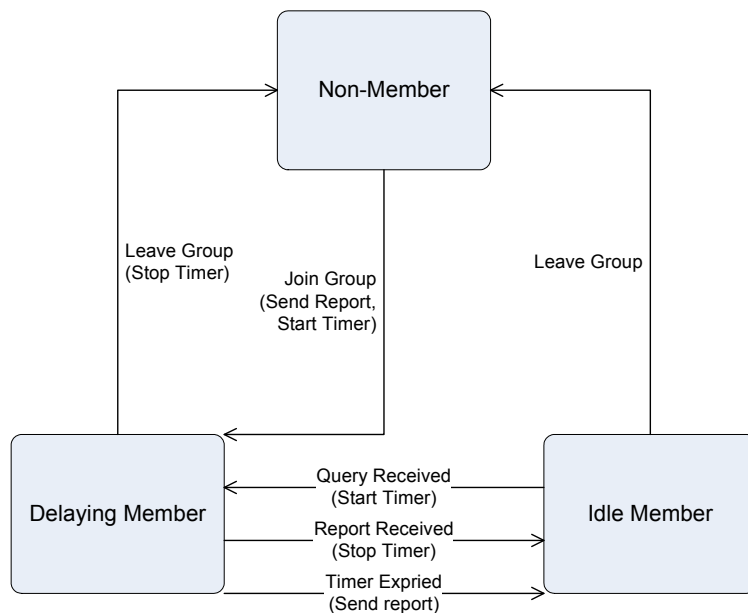 Non-Member
Leave Group
(Stop Timer)
Join Group
(Send Report,
Start Timer)
Leave Group
Delaying Member
Query Received
(Start Timer)
Report Received
(Stop Timer)
Timer Expried
(Send report)
Idle Member